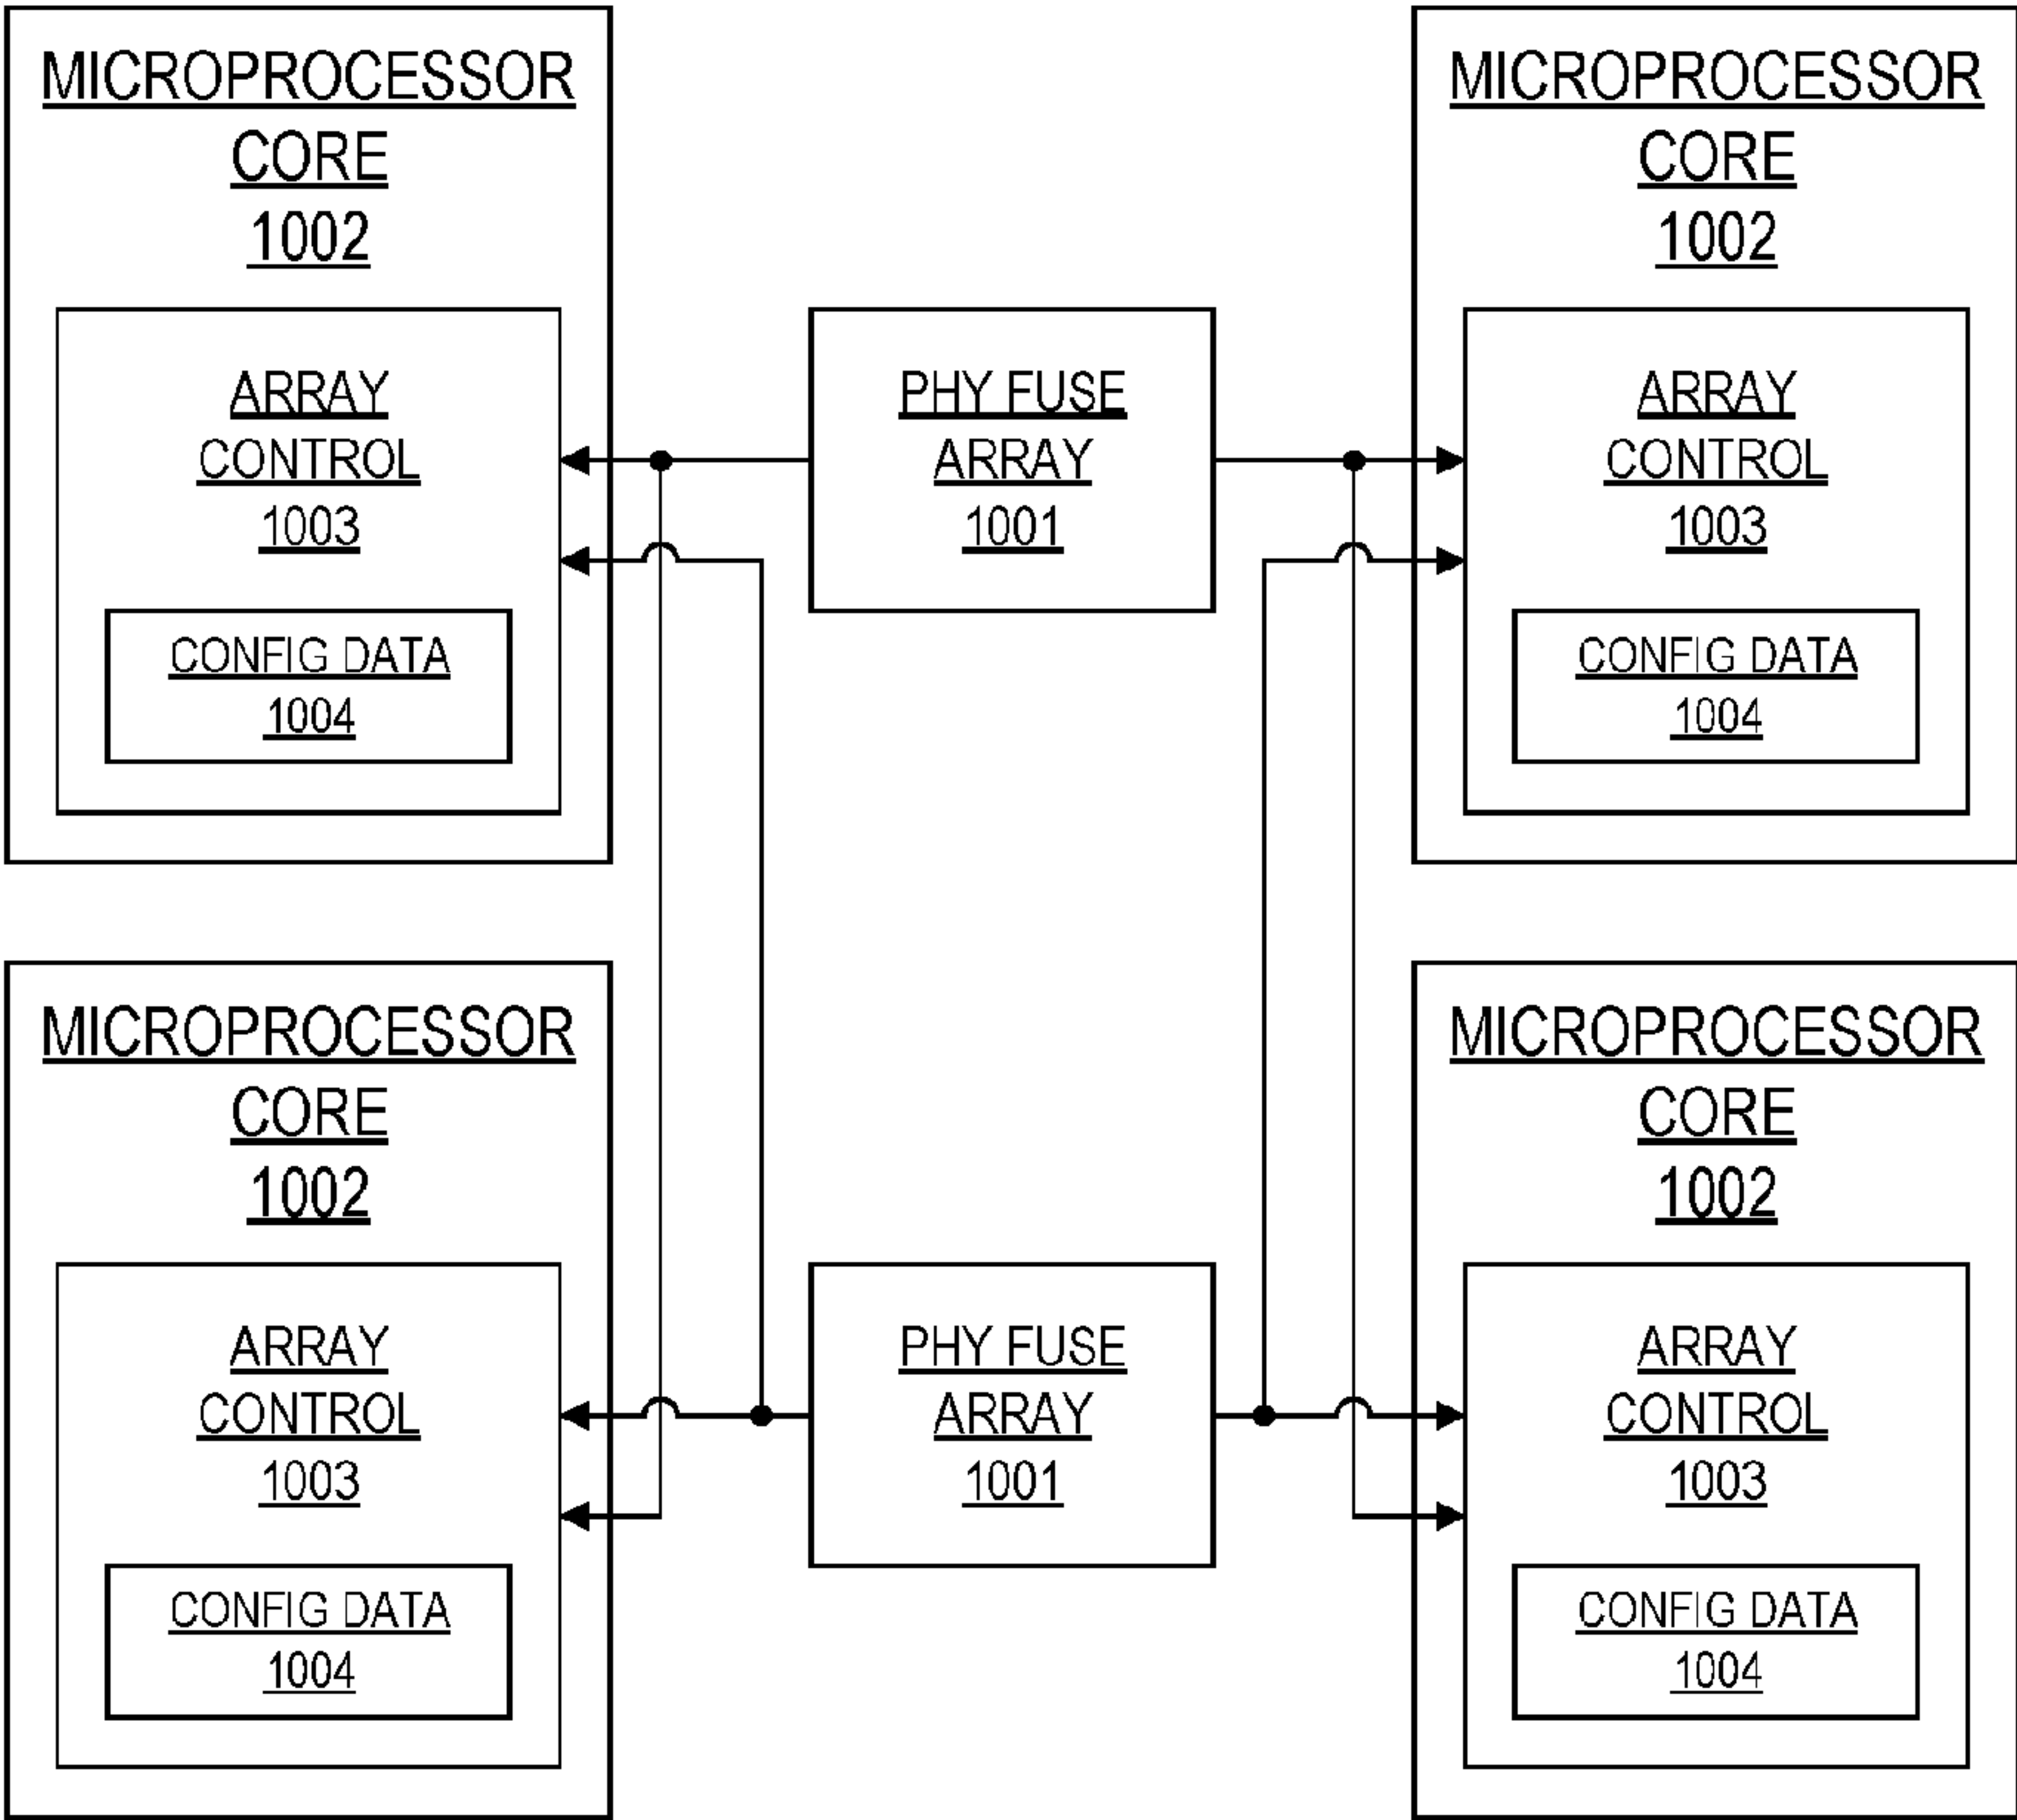 MICROPROCESSOR
CORE
1002
ARRAY
CONTROL
1003
CONFIG DATA
1004
PHY FUSE
ARRAY
1001
MICROPROCESSOR
CORE
1002
ARRAY
CONTROL
1003
CONFIG DATA
1004
MICROPROCESSOR
CORE
1002
ARRAY
CONTROL
1003
CONFIG DATA
1004
PHY FUSE
ARRAY
1001
MICROPROCESSOR
CORE
1002
ARRAY
CONTROL
1003
CONFIG DATA
1004